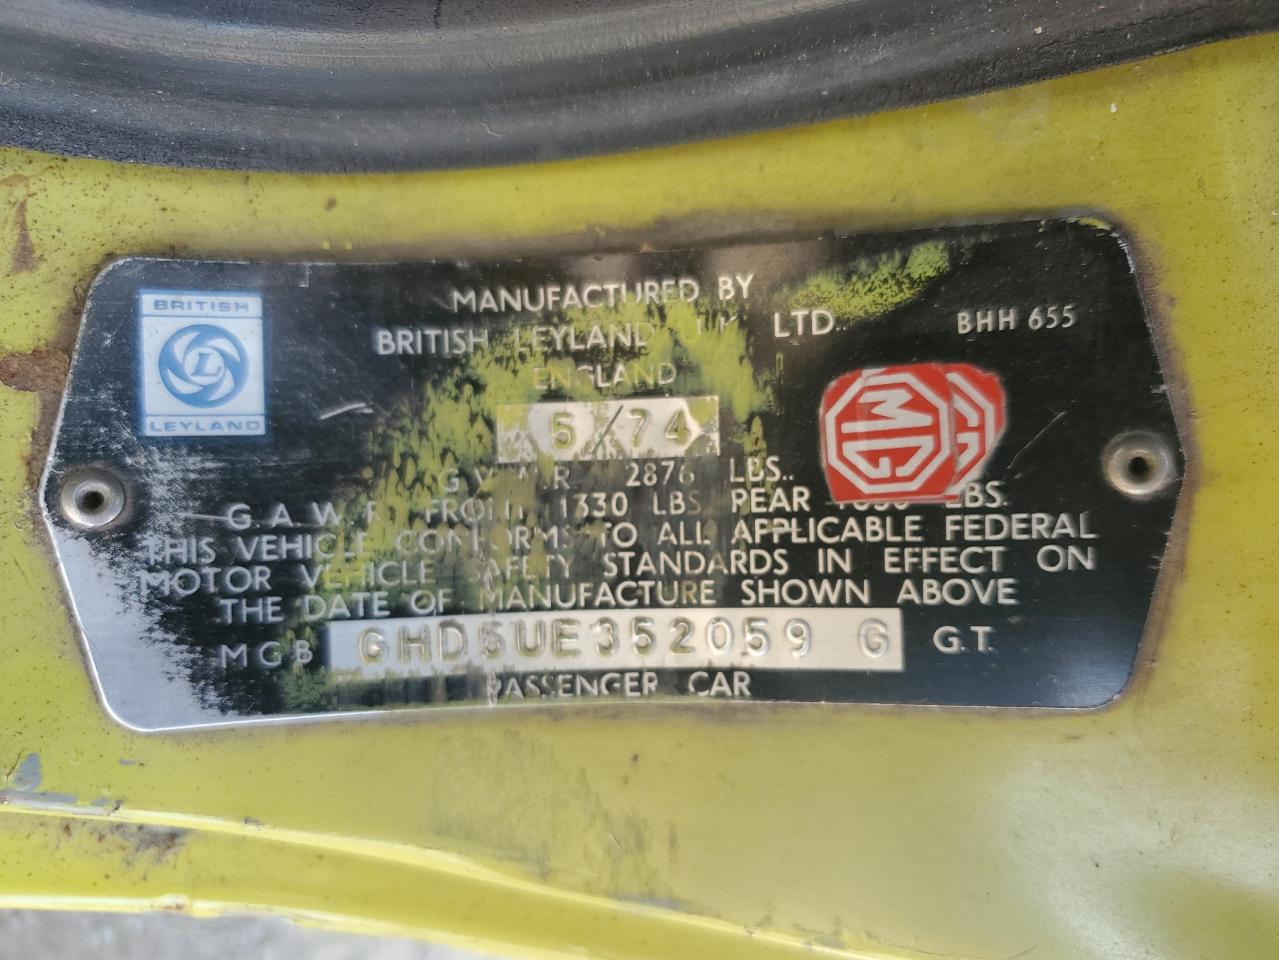 BRITISH
L
LEYLAND
MANUFACTURED BY
BRITISH LEYLAND U.K. LTD.
BHH 655
ENGLAND
5/74
G.V.W.R. 2876 LBS..
MG
G.A.W.R. FRONT 1330 LBS REAR LBS.
THIS VEHICLE CONFORMS TO ALL APPLICABLE FEDERAL
MOTOR VEHICLE SAFETY STANDARDS IN EFFECT ON
THE DATE OF MANUFACTURE SHOWN ABOVE
MGB GHD5UE352059 G G.T.
PASSENGER CAR